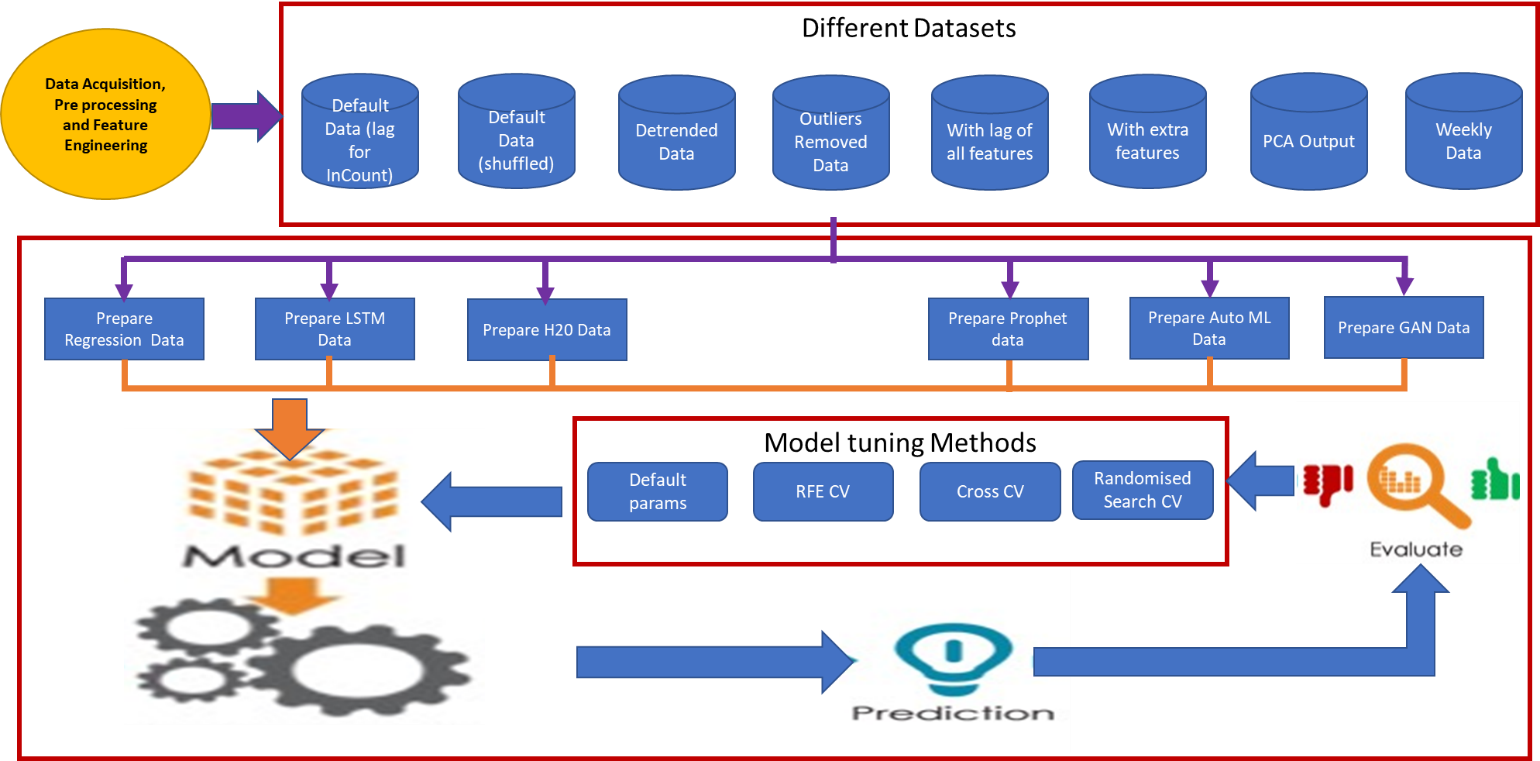 Different Datasets
Data Acquisition,
Pre processing
and Feature
Engineering
Default
Data (lag
for
InCount)
Default
Data
(shuffled)
Detrended
Data
Outliers
Removed
Data
With lag of
all features
With extra
features
PCA Output
Weekly
Data
Prepare
Regression Data
Prepare LSTM
Data
Prepare H20 Data
Prepare Prophet
data
Prepare Auto ML
Data
Prepare GAN Data
Model tuning Methods
Default
params
RFE CV
Cross CV
Randomised
Search CV
Evaluate
Model
Prediction